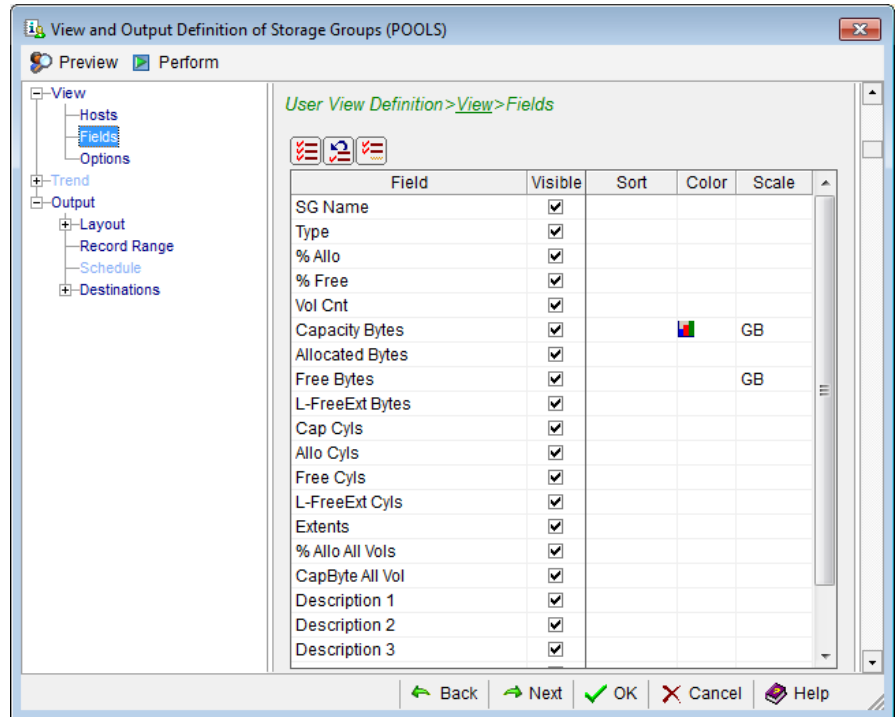 View and Output Definition of Storage Groups (POOLS)
Preview Perform
View
Hosts
Fields
Options
Trend
Output
Layout
Record Range
Schedule
Destinations
User View Definition>View>Fields
Field Visible Sort Color Scale
SG Name
Type
% Allo
% Free
Vol Cnt
Capacity Bytes GB
Allocated Bytes
Free Bytes GB
L-FreeExt Bytes
Cap Cyls
Allo Cyls
Free Cyls
L-FreeExt Cyls
Extents
% Allo All Vols
CapByte All Vol
Description 1
Description 2
Description 3
Back Next OK Cancel Help